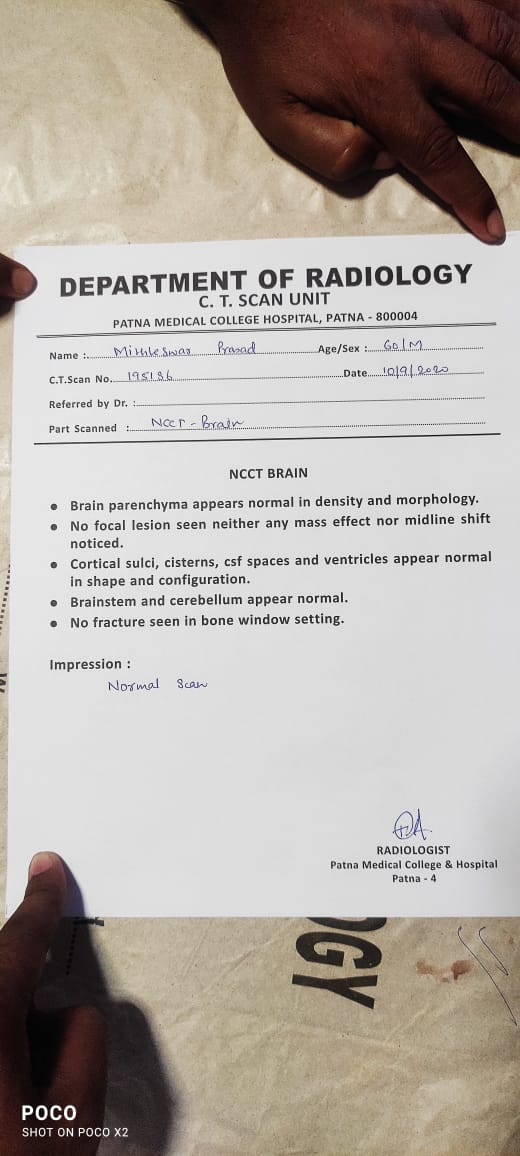 DEPARTMENT OF RADIOLOGY
C. T. SCAN UNIT
PATNA MEDICAL COLLEGE HOSPITAL, PATNA - 800004
Name :. Mithleswar Prasad Age/Sex :. 60/M
C.T.Scan No. 195136 Date. 10/9/2020
Referred by Dr. :
Part Scanned : NCCT - Brain
NCCT BRAIN
• Brain parenchyma appears normal in density and morphology.
• No focal lesion seen neither any mass effect nor midline shift
noticed.
• Cortical sulci, cisterns, csf spaces and ventricles appear normal
in shape and configuration.
• Brainstem and cerebellum appear normal.
• No fracture seen in bone window setting.
Impression :
Normal Scan
RADIOLOGIST
Patna Medical College & Hospital
Patna - 4
OGY
POCO
SHOT ON POCO X2